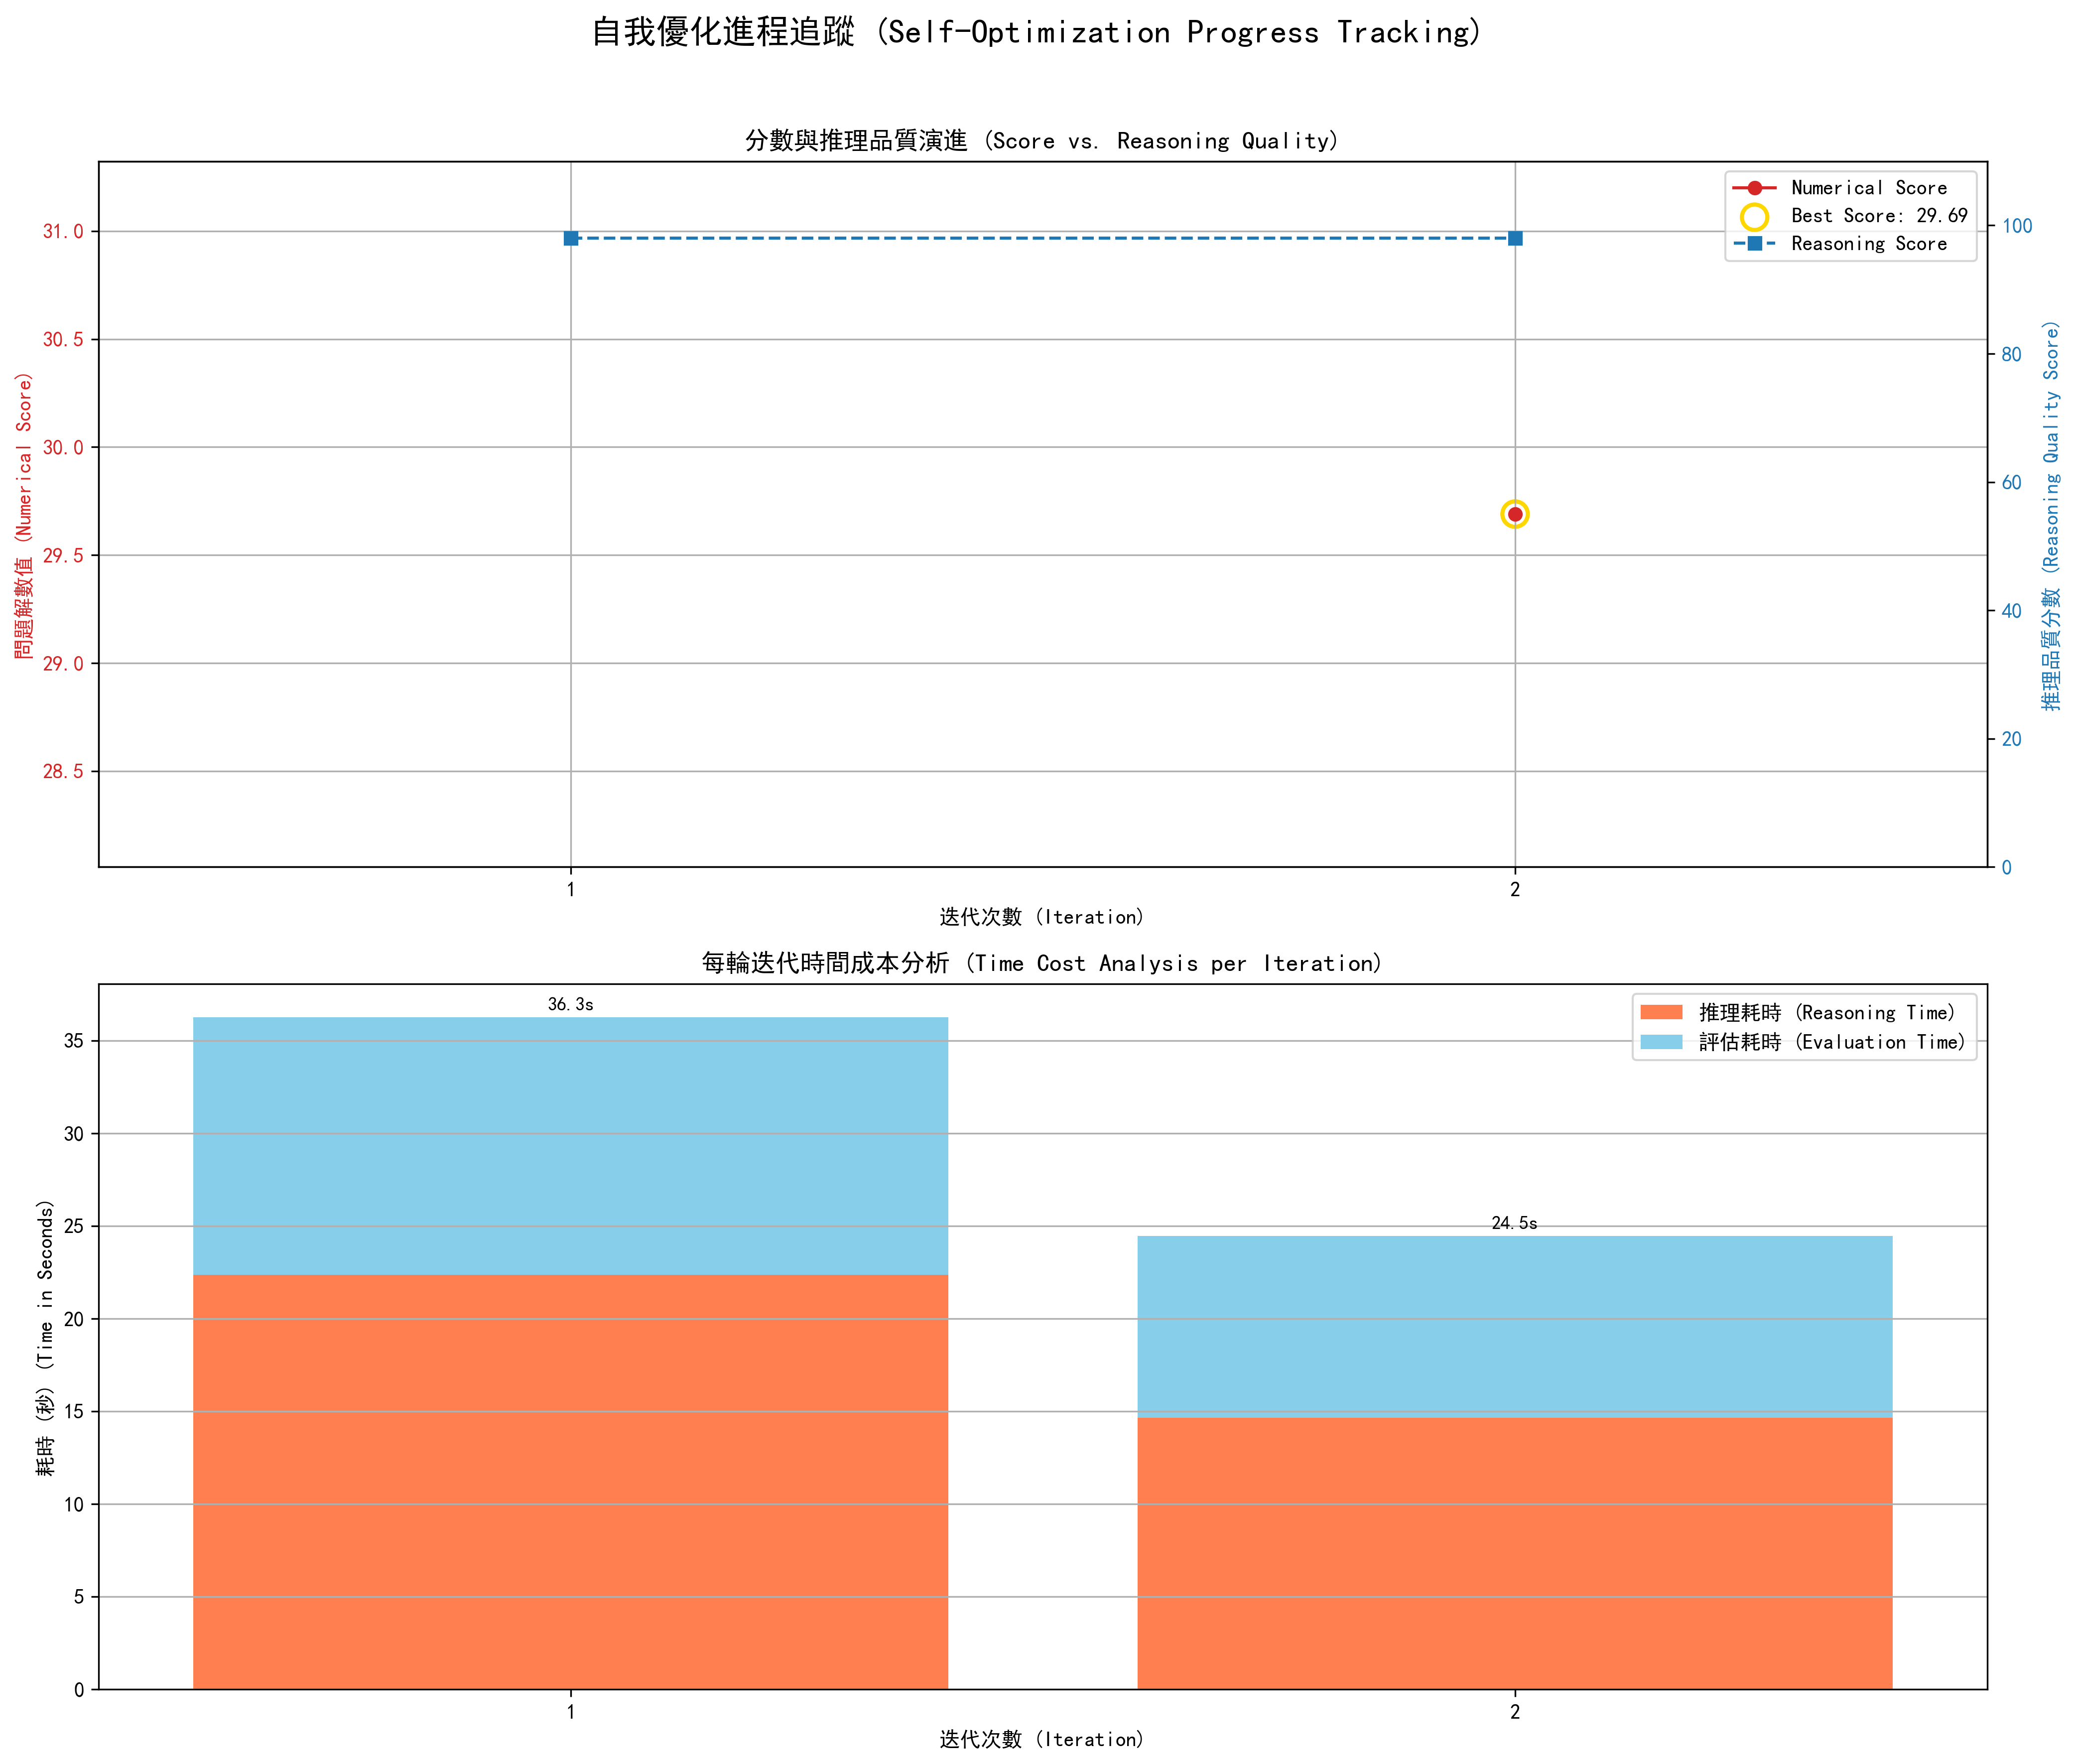 自我優化進程追蹤 (Self-Optimization Progress Tracking)
分數與推理品質演進 (Score vs. Reasoning Quality)
Numerical Score
Best Score: 29.69
Reasoning Score
31.0
30.5
30.0
29.5
29.0
28.5
問題解數值 (Numerical Score)
100
80
60
40
20
0
推理品質分數 (Reasoning Quality Score)
1
2
迭代次數 (Iteration)
每輪迭代時間成本分析 (Time Cost Analysis per Iteration)
推理耗時 (Reasoning Time)
評估耗時 (Evaluation Time)
36.3s
24.5s
35
30
25
20
15
10
5
0
耗時 (秒) (Time in Seconds)
1
2
迭代次數 (Iteration)